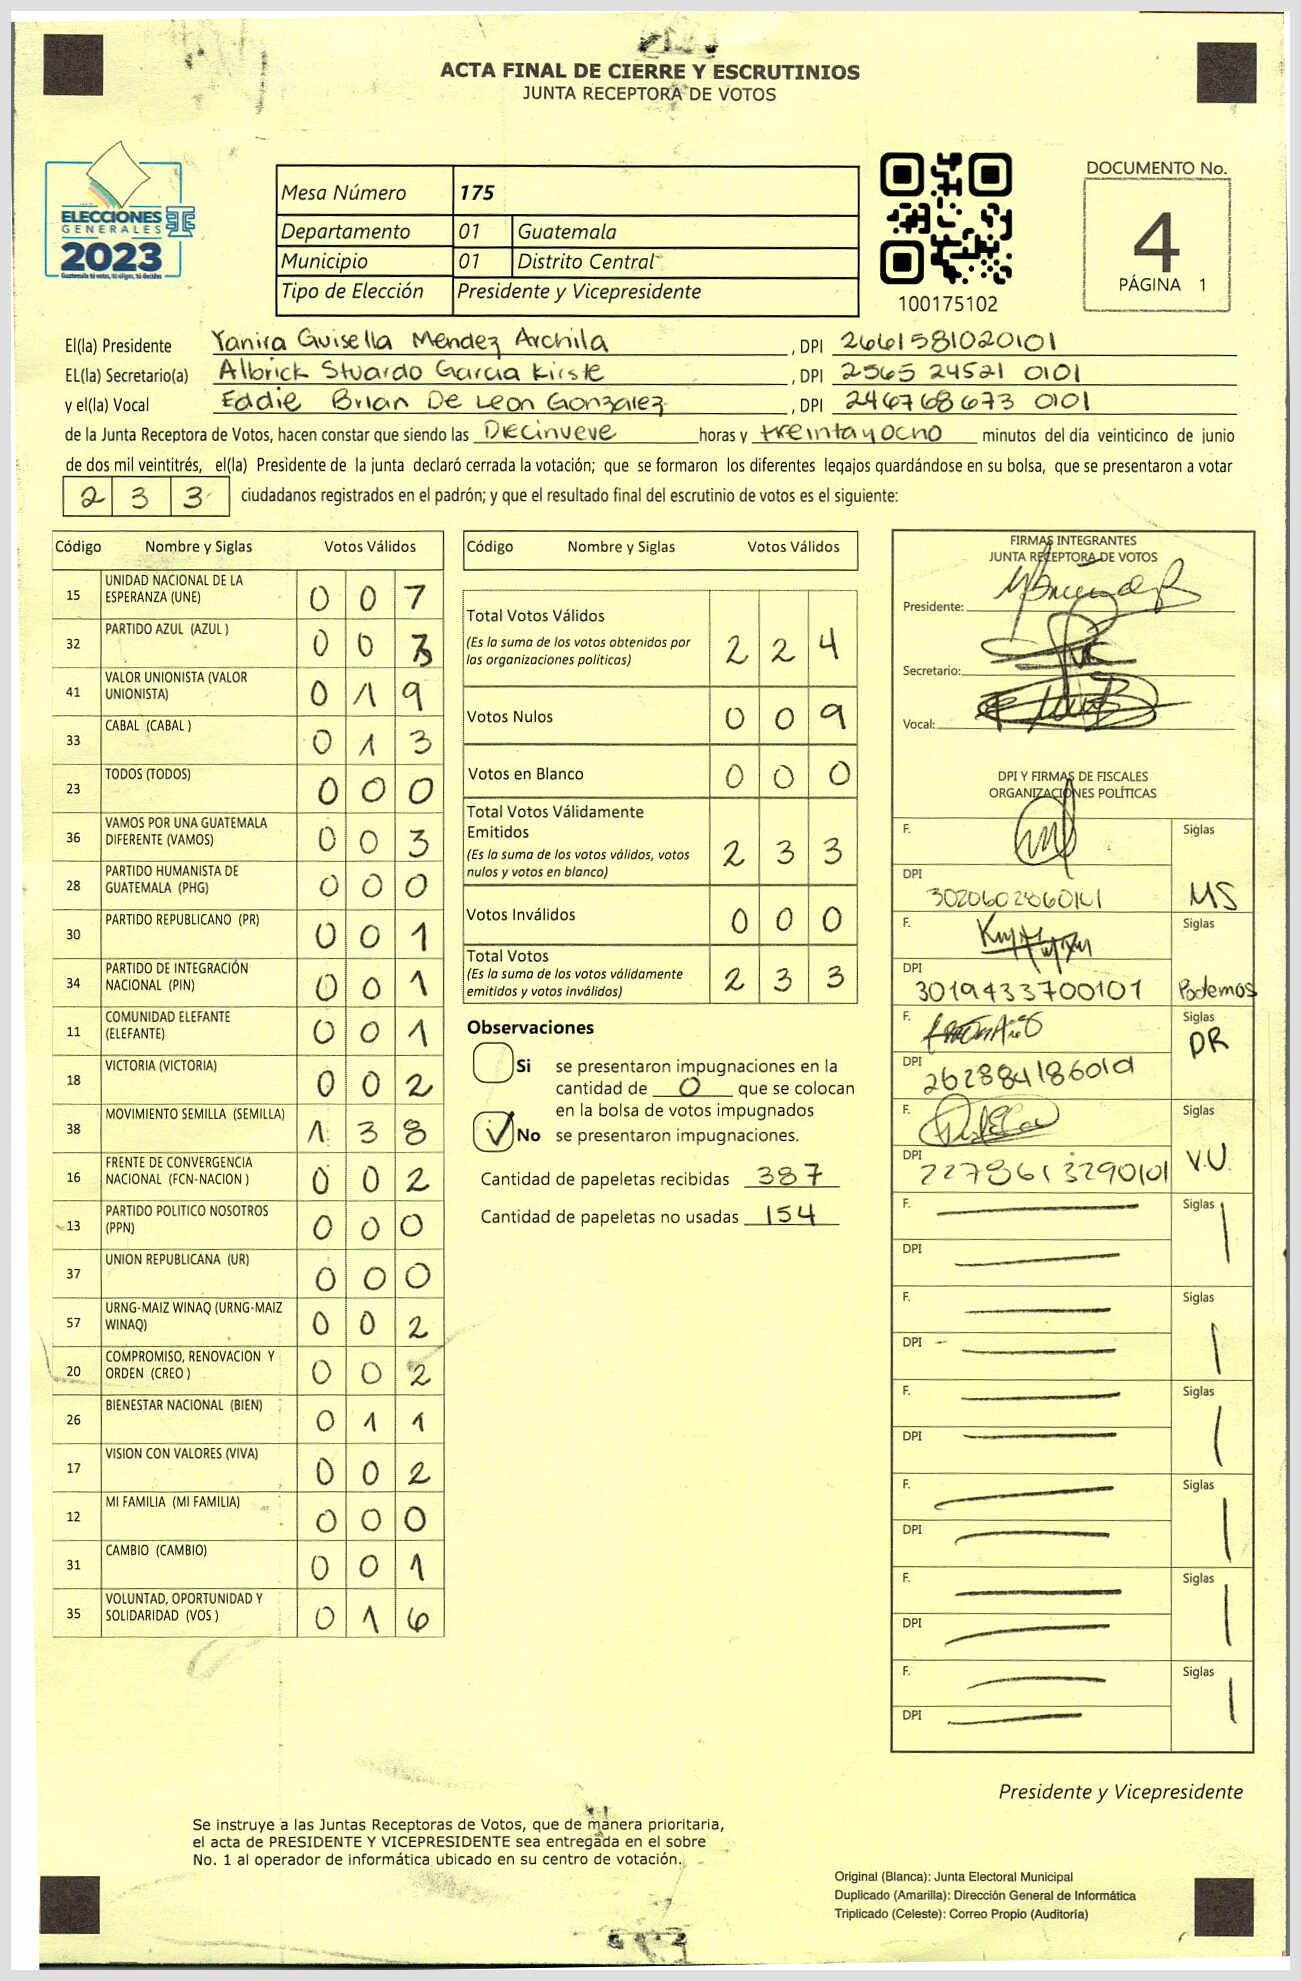 ACTA FINAL DE CIERRE Y ESCRUTINIOS
JUNTA RECEPTORA DE VOTOS
ELECCIONES
GENERALES
2023
Guatemala tú votas, tú eliges, tú decides
Mesa Número 175
Departamento 01 Guatemala
Municipio 01 Distrito Central
Tipo de Elección Presidente y Vicepresidente
100175102
DOCUMENTO No.
4
PÁGINA 1
El(la) Presidente Yanira Guisella Mendez Archila, DPI 2661581020101
EL(la) Secretario(a) Albrick Stuardo Garcia Kirste, DPI 2565 24521 0101
y el(la) Vocal Eddie Brian De Leon Gonzalez, DPI 246768673 0101
de la Junta Receptora de Votos, hacen constar que siendo las Diecinueve horas y treinta y ocho minutos del día veinticinco de junio
de dos mil veintitrés, el(la) Presidente de la junta declaró cerrada la votación; que se formaron los diferentes legajos quardándose en su bolsa, que se presentaron a votar
2 3 3 ciudadanos registrados en el padrón; y que el resultado final del escrutinio de votos es el siguiente:
Código Nombre y Siglas Votos Válidos
15 UNIDAD NACIONAL DE LA
ESPERANZA (UNE) 0 0 7
32 PARTIDO AZUL (AZUL ) 0 0 3
41 VALOR UNIONISTA (VALOR
UNIONISTA) 0 1 9
33 CABAL (CABAL ) 0 1 3
23 TODOS (TODOS) 0 0 0
36 VAMOS POR UNA GUATEMALA
DIFERENTE (VAMOS) 0 0 3
28 PARTIDO HUMANISTA DE
GUATEMALA (PHG) 0 0 0
30 PARTIDO REPUBLICANO (PR) 0 0 1
34 PARTIDO DE INTEGRACIÓN
NACIONAL (PIN) 0 0 1
11 COMUNIDAD ELEFANTE
(ELEFANTE) 0 0 1
18 VICTORIA (VICTORIA) 0 0 2
38 MOVIMIENTO SEMILLA (SEMILLA) 1 3 8
16 FRENTE DE CONVERGENCIA
NACIONAL (FCN-NACION ) 0 0 2
13 PARTIDO POLITICO NOSOTROS
(PPN) 0 0 0
37 UNION REPUBLICANA (UR) 0 0 0
57 URNG-MAIZ WINAQ (URNG-MAIZ
WINAQ) 0 0 2
20 COMPROMISO, RENOVACION Y
ORDEN (CREO ) 0 0 2
26 BIENESTAR NACIONAL (BIEN) 0 1 1
17 VISION CON VALORES (VIVA) 0 0 2
12 MI FAMILIA (MI FAMILIA) 0 0 0
31 CAMBIO (CAMBIO) 0 0 1
35 VOLUNTAD, OPORTUNIDAD Y
SOLIDARIDAD (VOS ) 0 1 6
Código Nombre y Siglas Votos Válidos
Total Votos Válidos
(Es la suma de los votos obtenidos por
las organizaciones políticas) 2 2 4
Votos Nulos 0 0 9
Votos en Blanco 0 0 0
Total Votos Válidamente
Emitidos
(Es la suma de los votos válidos, votos
nulos y votos en blanco) 2 3 3
Votos Inválidos 0 0 0
Total Votos
(Es la suma de los votos válidamente
emitidos y votos inválidos) 2 3 3
Observaciones
Si se presentaron impugnaciones en la
cantidad de 0 que se colocan
en la bolsa de votos impugnados
No se presentaron impugnaciones.
Cantidad de papeletas recibidas 387
Cantidad de papeletas no usadas 154
FIRMAS INTEGRANTES
JUNTA RECEPTORA DE VOTOS
Presidente:
Secretario:
Vocal:
DPI Y FIRMAS DE FISCALES
ORGANIZACIONES POLÍTICAS
F. Siglas
DPI MS
F. Siglas
DPI 3019433700101 Podemos
F. Siglas
DR
DPI
F. Siglas
DPI 2278613290101 V.U.
F. Siglas
DPI
F. Siglas
DPI
F. Siglas
DPI
F. Siglas
DPI
F. Siglas
DPI
F. Siglas
DPI
Presidente y Vicepresidente
Se instruye a las Juntas Receptoras de Votos, que de manera prioritaria,
el acta de PRESIDENTE Y VICEPRESIDENTE sea entregada en el sobre
No. 1 al operador de informática ubicado en su centro de votación.
Original (Blanca): Junta Electoral Municipal
Duplicado (Amarilla): Dirección General de Informática
Triplicado (Celeste): Correo Propio (Auditoría)